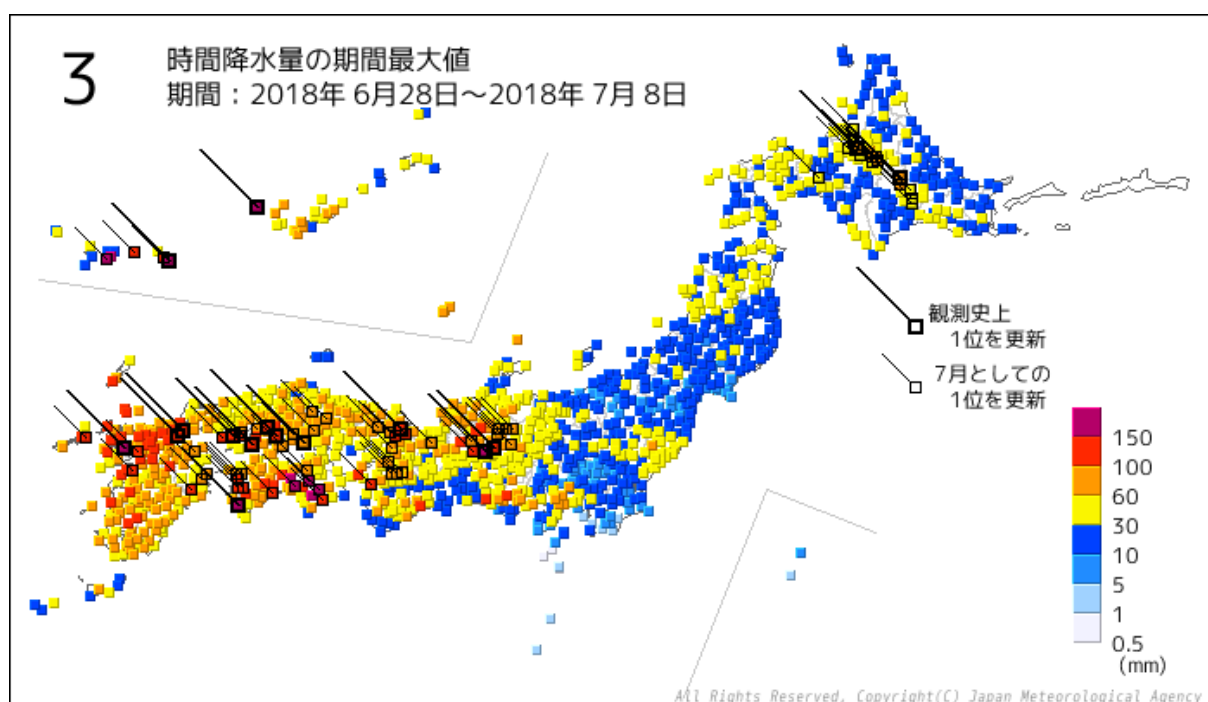 3 時間降水量の期間最大値
期間：2018年 6月28日～2018年 7月 8日
観測史上
1位を更新
7月としての
1位を更新
150
100
60
30
10
5
1
0.5
(mm)
All Rights Reserved, Copyright(C) Japan Meteorological Agency